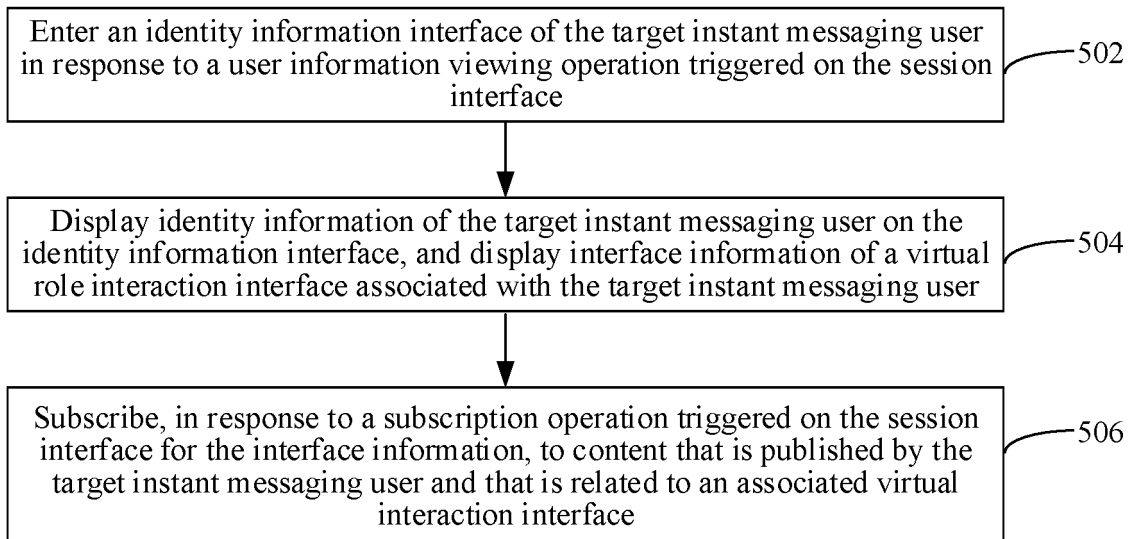 Enter an identity information interface of the target instant messaging user
in response to a user information viewing operation triggered on the session
interface
502
Display identity information of the target instant messaging user on the
identity information interface, and display interface information of a virtual
role interaction interface associated with the target instant messaging user
504
Subscribe, in response to a subscription operation triggered on the session
interface for the interface information, to content that is published by the
target instant messaging user and that is related to an associated virtual
interaction interface
506